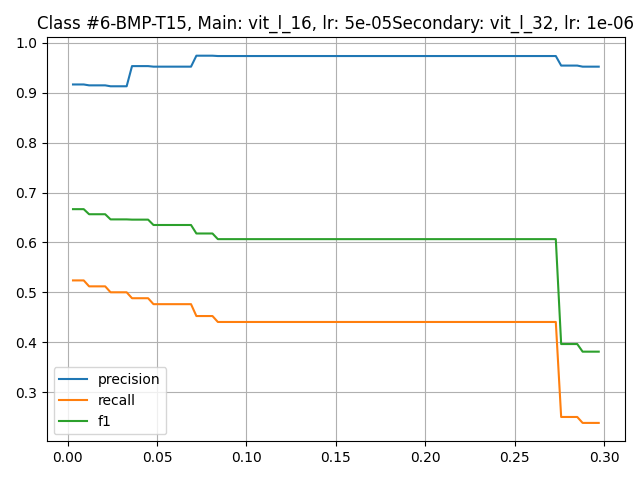 Class #6-BMP-T15, Main: vit_l_16, lr: 5e-05Secondary: vit_l_32, lr: 1e-06
1.0
0.9
0.8
0.7
0.6
0.5
0.4
0.3
precision
recall
f1
0.00 0.05 0.10 0.15 0.20 0.25 0.30